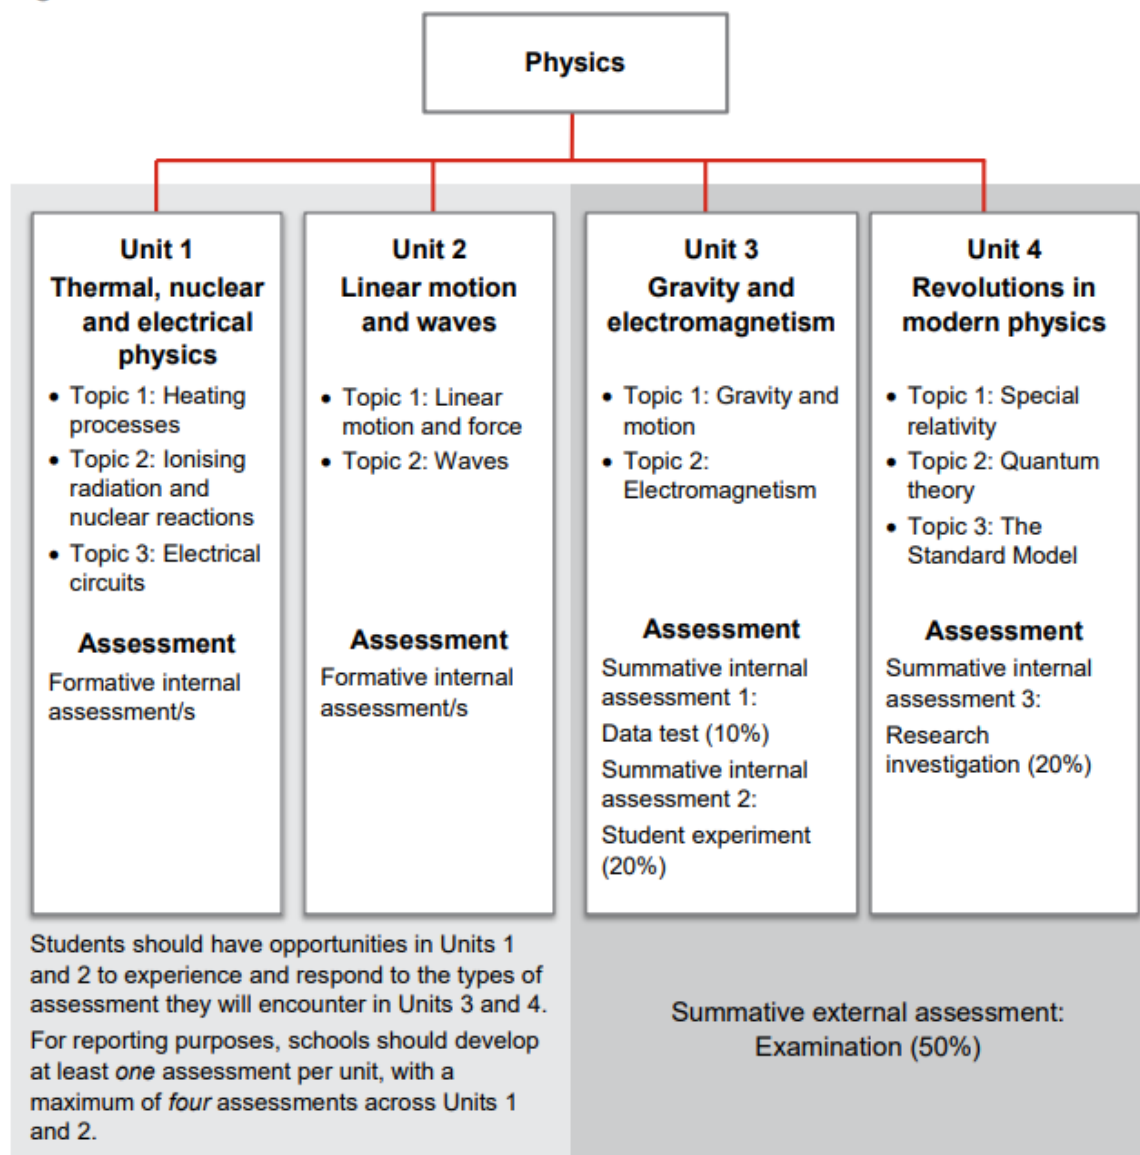 Physics
Unit 1
Thermal, nuclear
and electrical
physics
• Topic 1: Heating
processes
• Topic 2: Ionising
radiation and
nuclear reactions
• Topic 3: Electrical
circuits
Assessment
Formative internal
assessment/s
Unit 2
Linear motion
and waves
• Topic 1: Linear
motion and force
• Topic 2: Waves
Assessment
Formative internal
assessment/s
Unit 3
Gravity and
electromagnetism
• Topic 1: Gravity and
motion
• Topic 2:
Electromagnetism
Assessment
Summative internal
assessment 1:
Data test (10%)
Summative internal
assessment 2:
Student experiment
(20%)
Unit 4
Revolutions in
modern physics
• Topic 1: Special
relativity
• Topic 2: Quantum
theory
• Topic 3: The
Standard Model
Assessment
Summative internal
assessment 3:
Research
investigation (20%)
Students should have opportunities in Units 1
and 2 to experience and respond to the types of
assessment they will encounter in Units 3 and 4.
For reporting purposes, schools should develop
at least one assessment per unit, with a
maximum of four assessments across Units 1
and 2.
Summative external assessment:
Examination (50%)